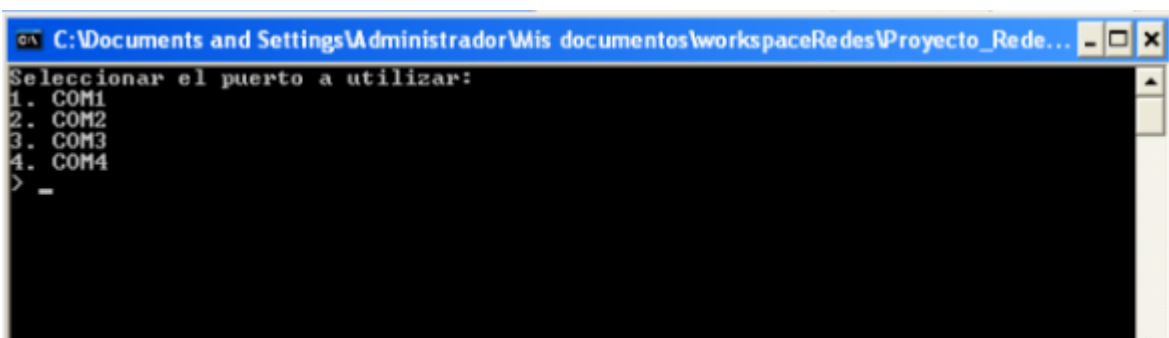 C:\Documents and Settings\Administrador\Mis documentos\workspaceRedes\Proyecto_Rede...
Seleccionar el puerto a utilizar:
1. COM1
2. COM2
3. COM3
4. COM4
> _